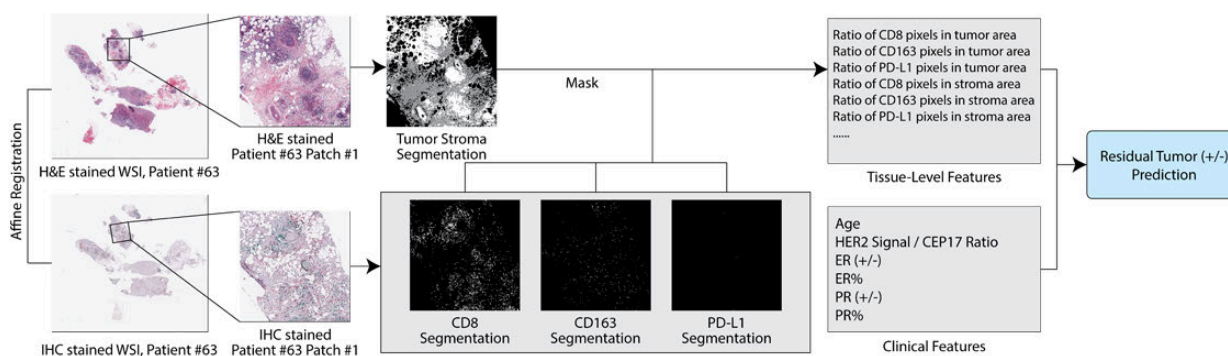 Affine Registration
H&E stained WSI, Patient #63
H&E stained
Patient #63 Patch #1
Tumor Stroma
Segmentation
Mask
IHC stained WSI, Patient #63
IHC stained
Patient #63 Patch #1
CD8
Segmentation
CD163
Segmentation
PD-L1
Segmentation
Ratio of CD8 pixels in tumor area
Ratio of CD163 pixels in tumor area
Ratio of PD-L1 pixels in tumor area
Ratio of CD8 pixels in stroma area
Ratio of CD163 pixels in stroma area
Ratio of PD-L1 pixels in stroma area
......
Tissue-Level Features
Age
HER2 Signal / CEP17 Ratio
ER (+/-)
ER%
PR (+/-)
PR%
Clinical Features
Residual Tumor (+/-)
Prediction